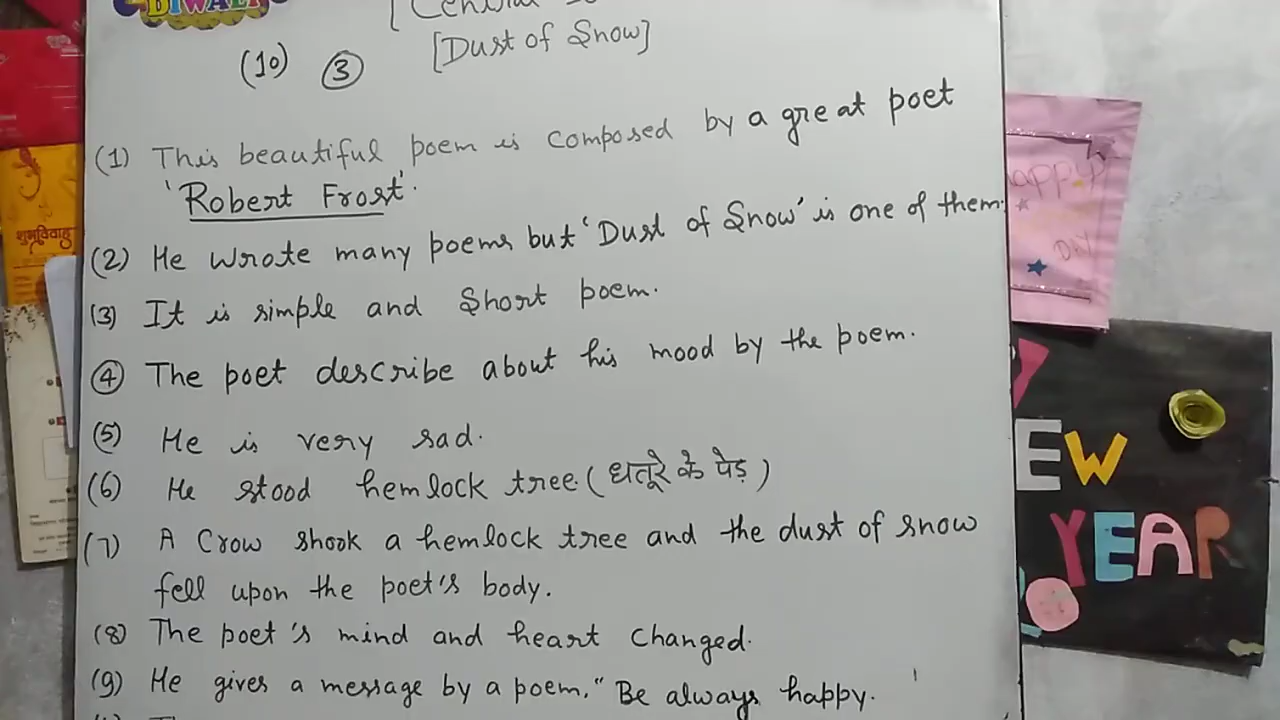 DIWALI
[Central
[Dust of Snow]
(10) (3)
(1) This beautiful poem is composed by a great poet
'Robert Frost'.
(2) He wrote many poems but 'Dust of Snow' is one of them.
(3) It is simple and short poem.
(4) The poet describe about his mood by the poem.
(5) He is very sad.
(6) He stood hemlock tree. (धतूरे के पेड़)
(7) A Crow shook a hemlock tree and the dust of snow
fell upon the poet's body.
(8) The poet's mind and heart changed.
(9) He gives a message by a poem." Be always happy.
शुभविवाह
DAY
EW
YEAR